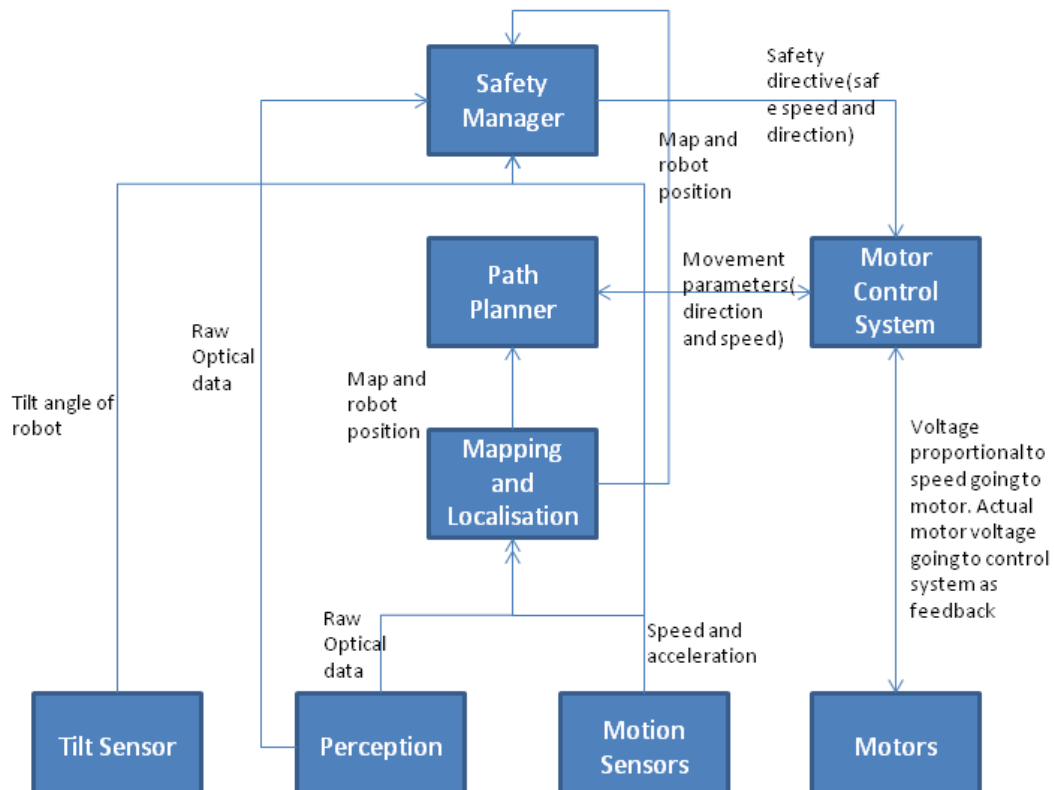 Safety
Manager
Safety
directive(saf
e speed and
direction)
Map and
robot
position
Path
Planner
Movement
parameters(
direction
and speed)
Motor
Control
System
Raw
Optical
data
Map and
robot
position
Tilt angle of
robot
Mapping
and
Localisation
Voltage
proportional to
speed going to
motor. Actual
motor voltage
going to control
system as
feedback
Raw
Optical
data
Speed and
acceleration
Tilt Sensor
Perception
Motion
Sensors
Motors